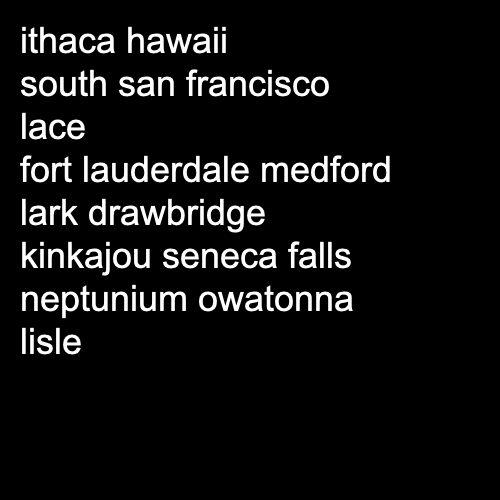 ithaca hawaii
south san francisco
lace
fort lauderdale medford
lark drawbridge
kinkajou seneca falls
neptunium owatonna
lisle